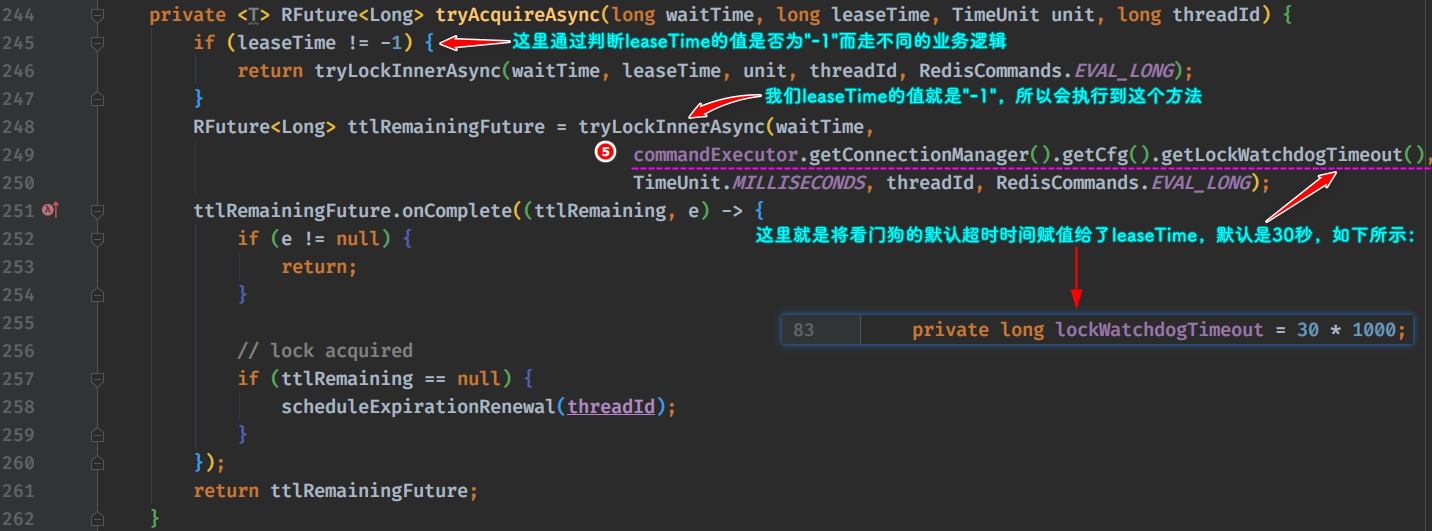 244 private <T> RFuture<Long> tryAcquireAsync(long waitTime, long leaseTime, TimeUnit unit, long threadId) {
245 if (leaseTime != -1) { 这里通过判断leaseTime的值是否为"-1"而走不同的业务逻辑
246 return tryLockInnerAsync(waitTime, leaseTime, unit, threadId, RedisCommands.EVAL_LONG);
247 } 我们leaseTime的值就是"-1"，所以会执行到这个方法
248 RFuture<Long> ttlRemainingFuture = tryLockInnerAsync(waitTime,
249 5 commandExecutor.getConnectionManager().getCfg().getLockWatchdogTimeout(),
250 TimeUnit.MILLISECONDS, threadId, RedisCommands.EVAL_LONG);
251 ttlRemainingFuture.onComplete((ttlRemaining, e) -> {
252 if (e != null) { 这里就是将看门狗的默认超时时间赋值给了leaseTime，默认是30秒，如下所示：
253 return;
254 }
255
83 private long lockWatchdogTimeout = 30 * 1000;
256 // lock acquired
257 if (ttlRemaining == null) {
258 scheduleExpirationRenewal(threadId);
259 }
260 });
261 return ttlRemainingFuture;
262 }